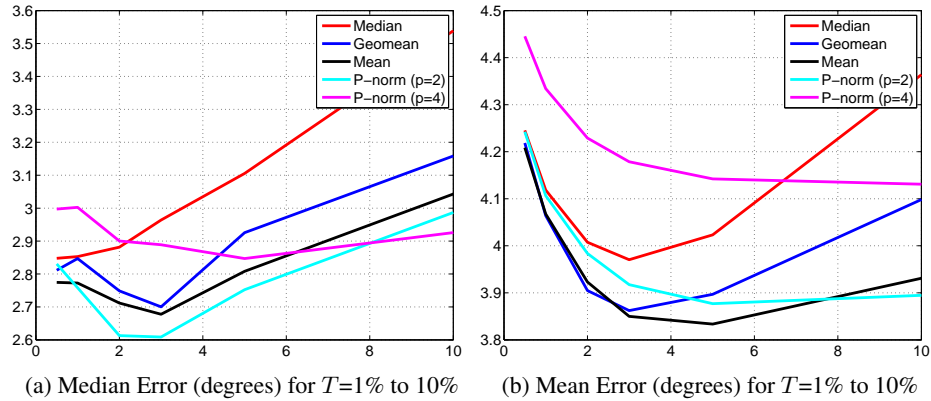 3.6
3.5
3.4
3.3
3.2
3.1
3
2.9
2.8
2.7
2.6
0
2
4
6
8
10
Median
Geomean
Mean
P-norm (p=2)
P-norm (p=4)
(a) Median Error (degrees) for T=1% to 10%
4.5
4.4
4.3
4.2
4.1
4
3.9
3.8
0
2
4
6
8
10
Median
Geomean
Mean
P-norm (p=2)
P-norm (p=4)
(b) Mean Error (degrees) for T=1% to 10%